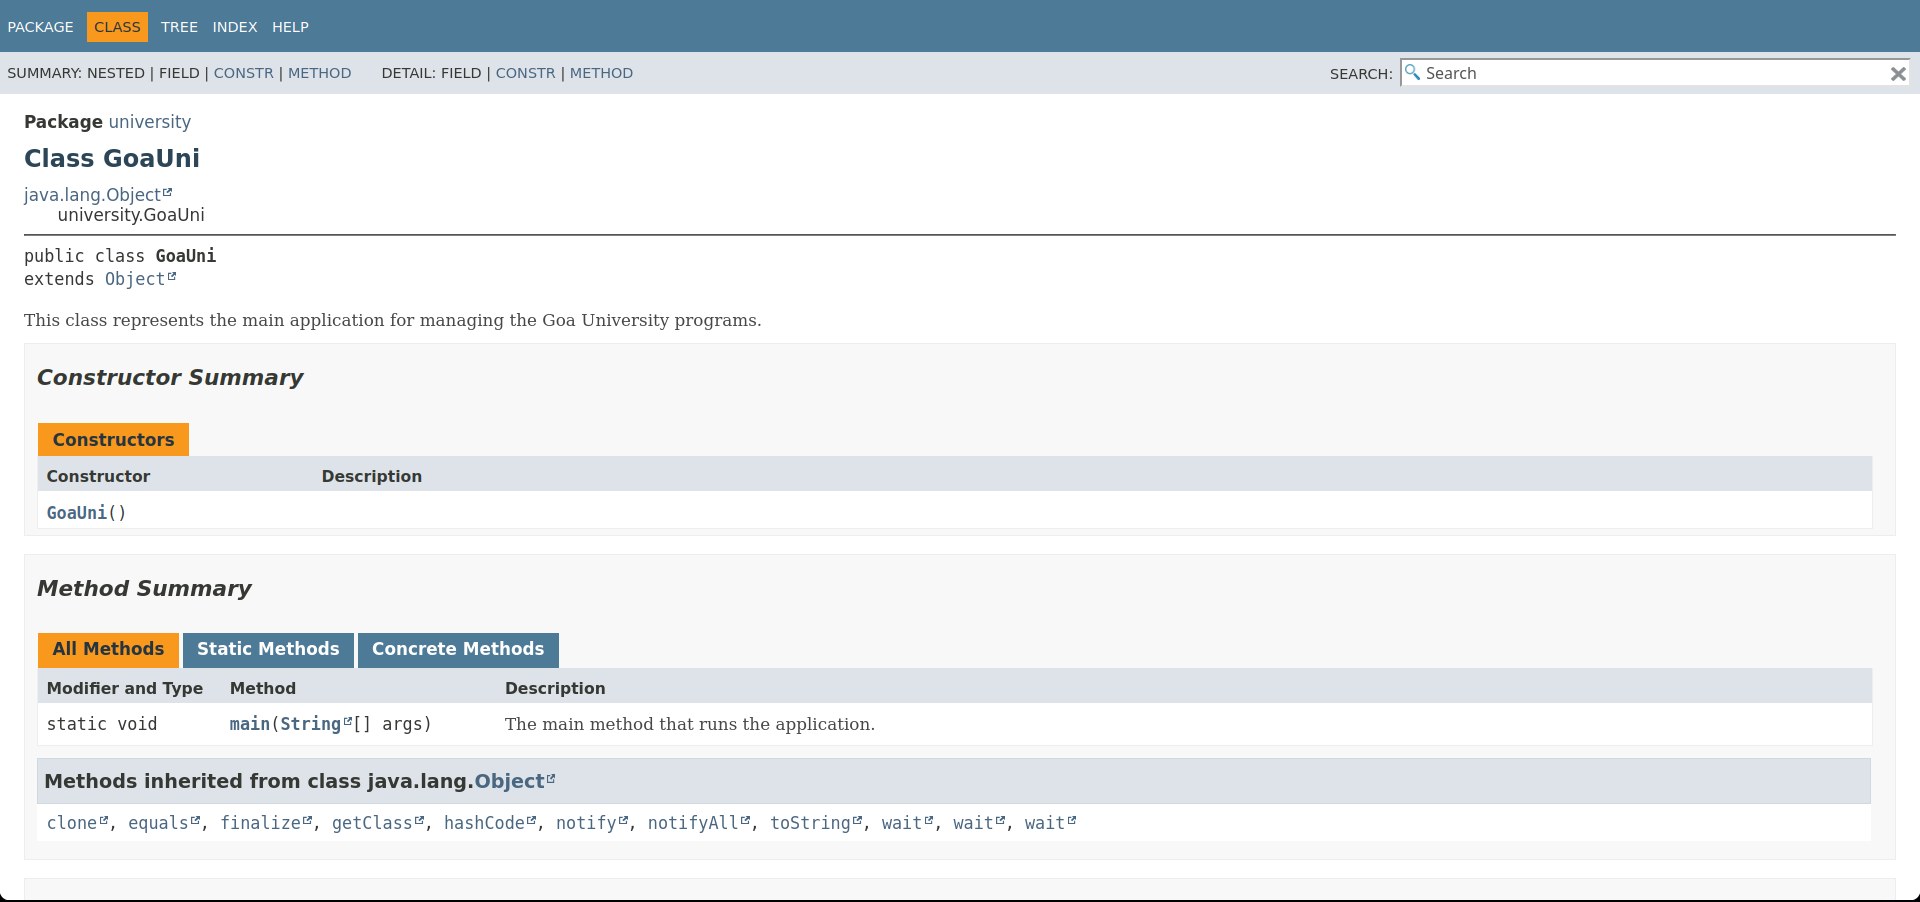 PACKAGE CLASS TREE INDEX HELP
SUMMARY: NESTED | FIELD | CONSTR | METHOD DETAIL: FIELD | CONSTR | METHOD SEARCH: Search
Package university
Class GoaUni
java.lang.Object
university.GoaUni
public class GoaUni
extends Object
This class represents the main application for managing the Goa University programs.
Constructor Summary
Constructors
Constructor Description
GoaUni()
Method Summary
All Methods Static Methods Concrete Methods
Modifier and Type Method Description
static void main(String[] args) The main method that runs the application.
Methods inherited from class java.lang.Object
clone, equals, finalize, getClass, hashCode, notify, notifyAll, toString, wait, wait, wait